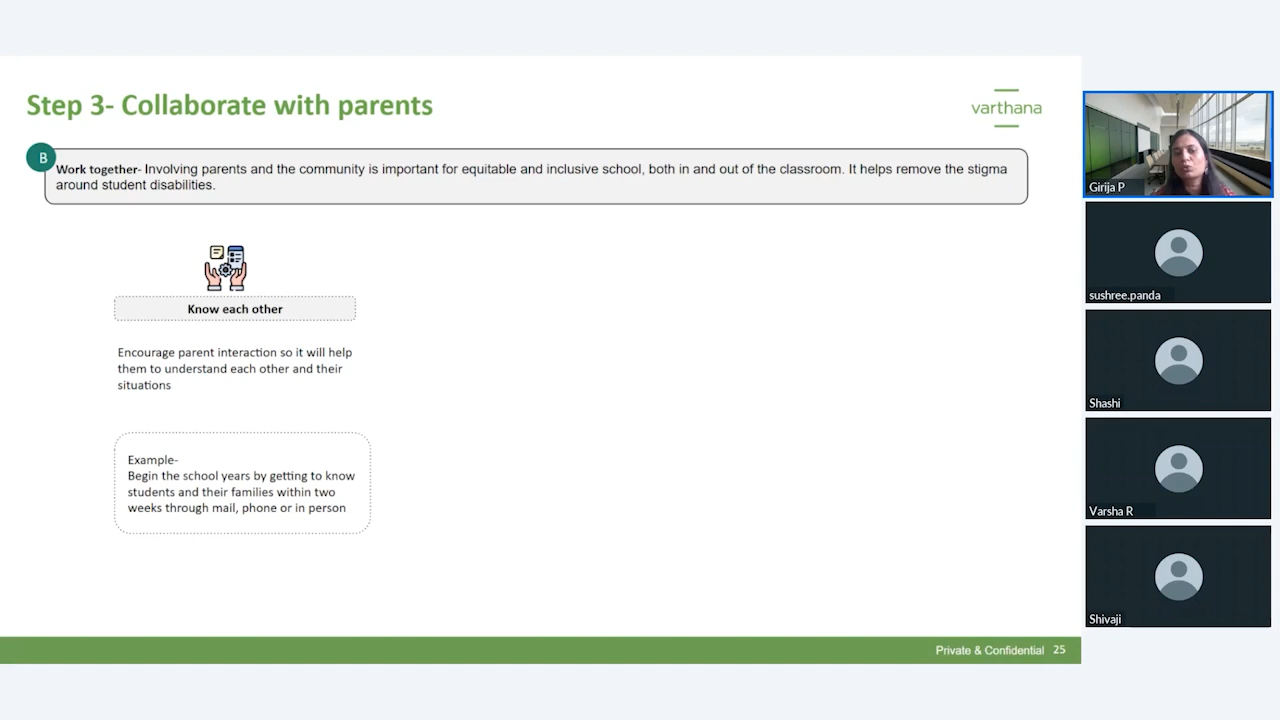 Step 3- Collaborate with parents
varthana
B
Work together- Involving parents and the community is important for equitable and inclusive school, both in and out of the classroom. It helps remove the stigma
around student disabilities.
Know each other
Encourage parent interaction so it will help
them to understand each other and their
situations
Example-
Begin the school years by getting to know
students and their families within two
weeks through mail, phone or in person
Private & Confidential 25
Girija P
sushree.panda
Shashi
Varsha R
Shivaji